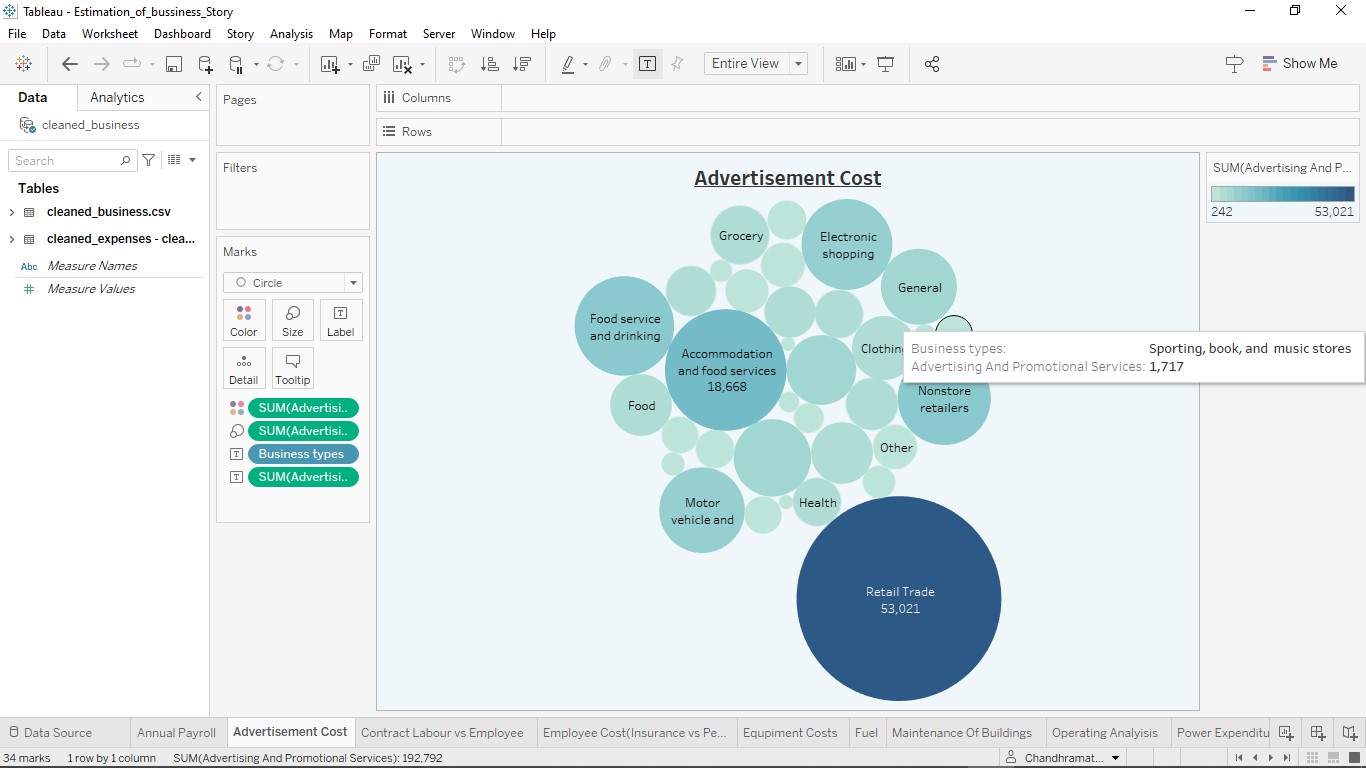 Tableau - Estimation_of_bussiness_Story
File Data Worksheet Dashboard Story Analysis Map Format Server Window Help
Entire View
Show Me
Data Analytics
cleaned_business
Search
Tables
cleaned_business.csv
cleaned_expenses - clea...
Abc Measure Names
Measure Values
Pages
Filters
Marks
Circle
Color Size Label
Detail Tooltip
SUM(Advertisi..
SUM(Advertisi..
Business types
SUM(Advertisi..
Columns
Rows
Advertisement Cost
Grocery
Electronic
shopping
General
Food service
and drinking
Accommodation
and food services
18,668
Clothing
Business types: Sporting, book, and music stores
Advertising And Promotional Services: 1,717
Nonstore
retailers
Food
Other
Motor
vehicle and
Health
Retail Trade
53,021
SUM(Advertising And P...
242 53,021
Data Source Annual Payroll Advertisement Cost Contract Labour vs Employee Employee Cost(Insurance vs Pe... Equpiment Costs Fuel Maintenance Of Buildings Operating Analyisis Power Expenditu
34 marks 1 row by 1 column SUM(Advertising And Promotional Services): 192,792 Chandhramat...